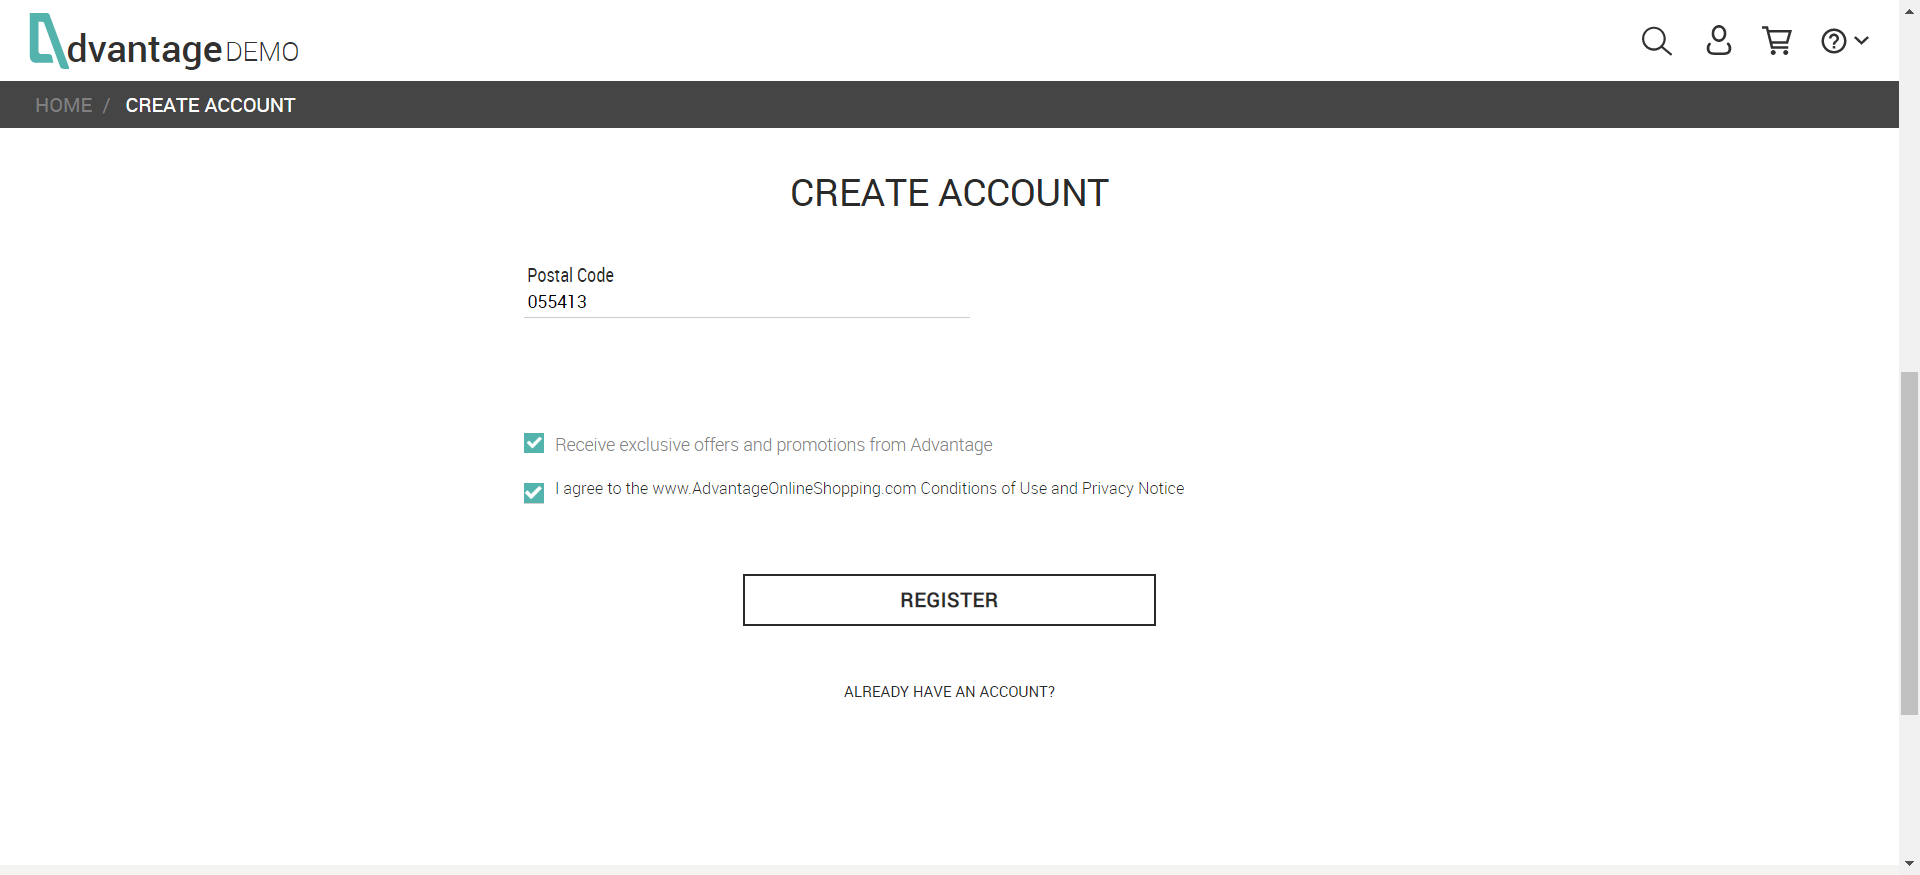 Advantage DEMO
HOME / CREATE ACCOUNT
CREATE ACCOUNT
Postal Code
055413
Receive exclusive offers and promotions from Advantage
I agree to the www.AdvantageOnlineShopping.com Conditions of Use and Privacy Notice
REGISTER
ALREADY HAVE AN ACCOUNT?